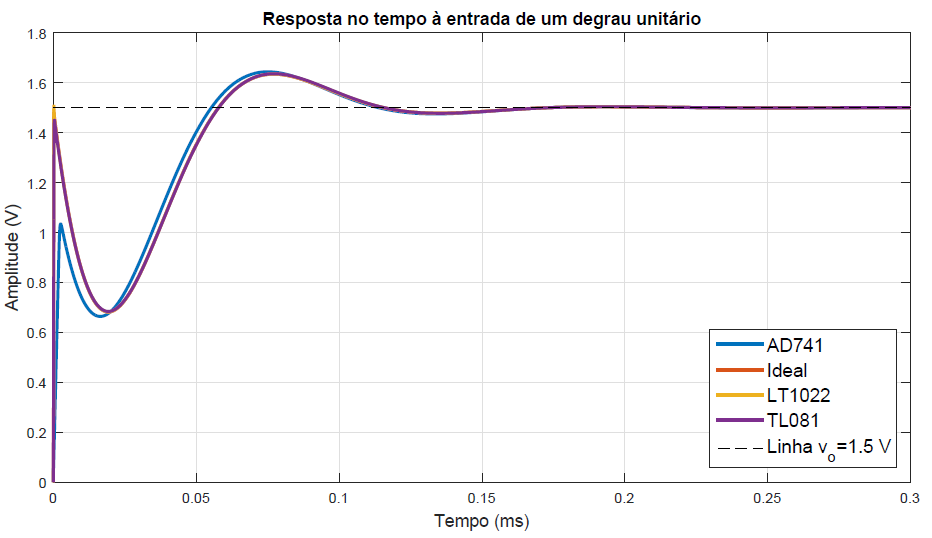 Resposta no tempo à entrada de um degrau unitário
Amplitude (V)
1.8
1.6
1.4
1.2
1
0.8
0.6
0.4
0.2
0
0 0.05 0.1 0.15 0.2 0.25 0.3
Tempo (ms)
AD741
Ideal
LT1022
TL081
Linha vo=1.5 V